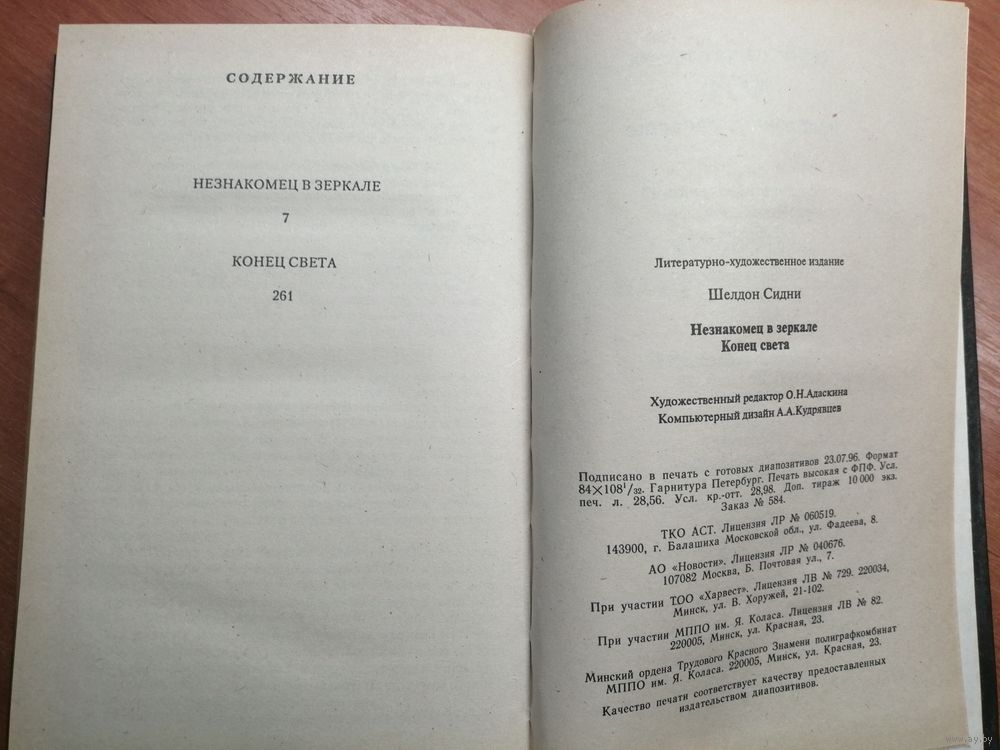 СОДЕРЖАНИЕ
НЕЗНАКОМЕЦ В ЗЕРКАЛЕ
7
КОНЕЦ СВЕТА
261
Литературно-художественное издание
Шелдон Сидни
Незнакомец в зеркале
Конец света
Художественный редактор О.Н.Адаскина
Компьютерный дизайн А.А.Кудрявцев
Подписано в печать с готовых диапозитивов 23.07.96. Формат
84×108¹/₃₂. Гарнитура Петербург. Печать высокая с ФПФ. Усл.
печ. л. 28,56. Усл. кр.-отт. 28,98. Доп. тираж 10 000 экз.
Заказ № 584.
ТКО АСТ. Лицензия ЛР № 060519.
143900, г. Балашиха Московской обл., ул. Фадеева, 8.
АО «Новости». Лицензия ЛР № 040676.
107082 Москва, Б. Почтовая ул., 7.
При участии ТОО «Харвест». Лицензия ЛВ № 729. 220034,
Минск, ул. В. Хоружей, 21-102.
При участии МППО им. Я. Коласа. Лицензия ЛВ № 82.
220005, Минск, ул. Красная, 23.
Минский ордена Трудового Красного Знамени полиграфкомбинат
МППО им. Я. Коласа. 220005, Минск, ул. Красная, 23.
Качество печати соответствует качеству предоставленных
издательством диапозитивов.
www.ay.by